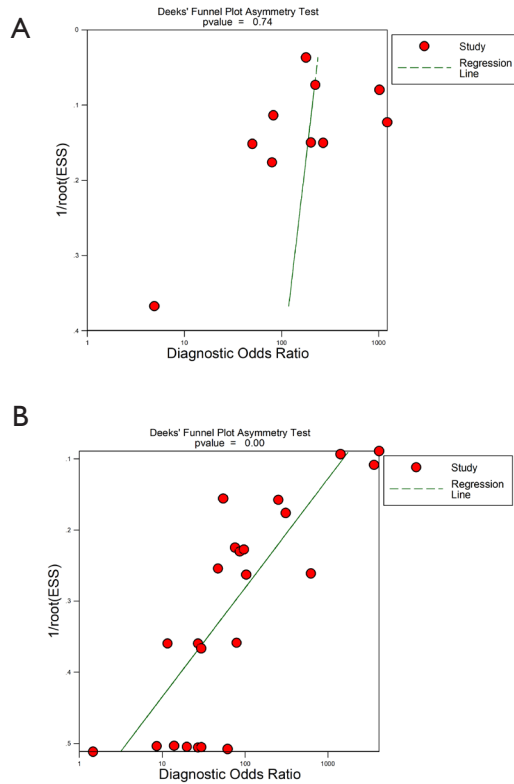 A
Deeks' Funnel Plot Asymmetry Test
pvalue = 0.74
0
.1
.2
.3
.4
1/root(ESS)
1
10
100
1000
Diagnostic Odds Ratio
Study
Regression
Line
B
Deeks' Funnel Plot Asymmetry Test
pvalue = 0.00
.1
.2
.3
.4
.5
1/root(ESS)
1
10
100
1000
Diagnostic Odds Ratio
Study
Regression
Line